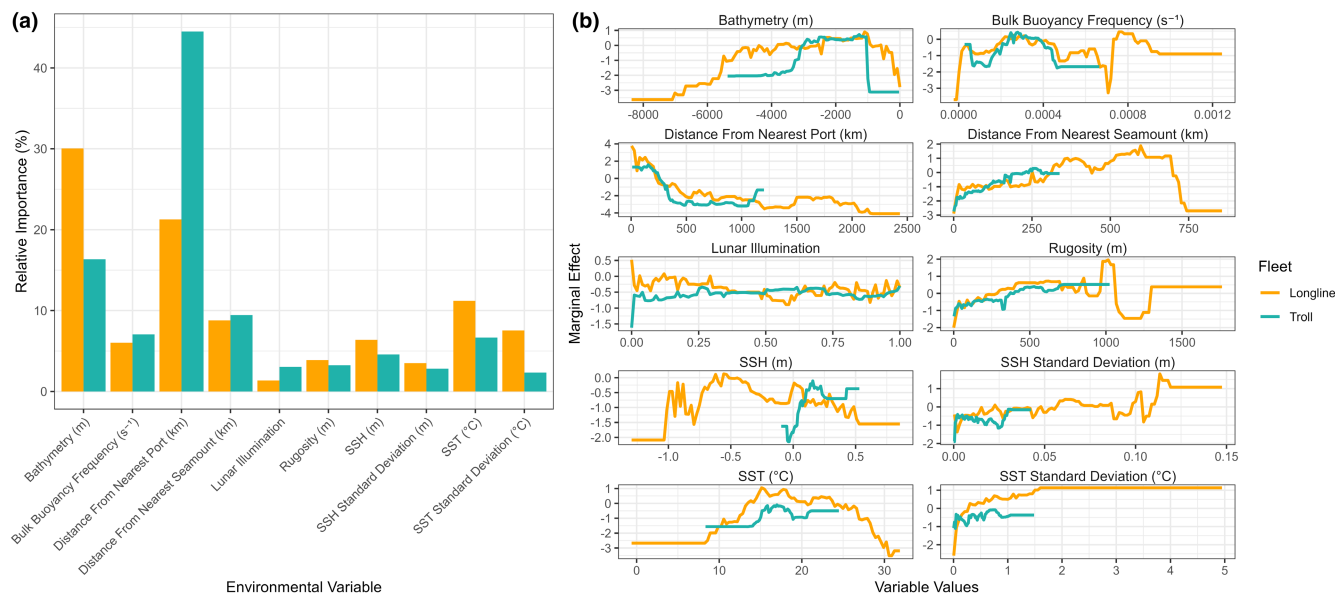 (a)
Relative Importance (%)
40
30
20
10
0
Bathymetry (m)
Bulk Buoyancy Frequency (s⁻¹)
Distance From Nearest Port (km)
Distance From Nearest Seamount (km)
Lunar Illumination
Rugosity (m)
SSH (m)
SSH Standard Deviation (m)
SST (°C)
SST Standard Deviation (°C)
Environmental Variable
(b)
Marginal Effect
Bathymetry (m)
1
0
-1
-2
-3
-8000 -6000 -4000 -2000 0
Bulk Buoyancy Frequency (s⁻¹)
0
-1
-2
-3
0.0000 0.0004 0.0008 0.0012
Distance From Nearest Port (km)
4
2
0
-2
-4
0 500 1000 1500 2000 2500
Distance From Nearest Seamount (km)
2
1
0
-1
-2
-3
0 250 500 750
Lunar Illumination
0.5
0.0
-0.5
-1.0
-1.5
0.00 0.25 0.50 0.75 1.00
Rugosity (m)
2
1
0
-1
-2
0 500 1000 1500
SSH (m)
0.0
-0.5
-1.0
-1.5
-2.0
-1.0 -0.5 0.0 0.5
SSH Standard Deviation (m)
1
0
-1
-2
0.00 0.05 0.10 0.15
SST (°C)
1
0
-1
-2
-3
0 10 20 30
SST Standard Deviation (°C)
1
0
-1
-2
0 1 2 3 4 5
Variable Values
Fleet
Longline
Troll